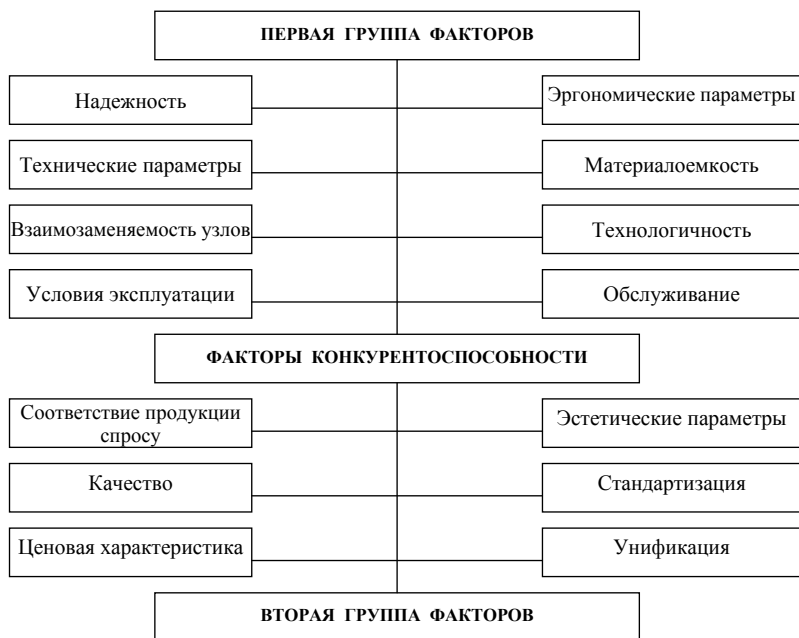 ПЕРВАЯ ГРУППА ФАКТОРОВ
Надежность
Эргономические параметры
Технические параметры
Материалоемкость
Взаимозаменяемость узлов
Технологичность
Условия эксплуатации
Обслуживание
ФАКТОРЫ КОНКУРЕНТОСПОСОБНОСТИ
Соответствие продукции
спросу
Эстетические параметры
Качество
Стандартизация
Ценовая характеристика
Унификация
ВТОРАЯ ГРУППА ФАКТОРОВ